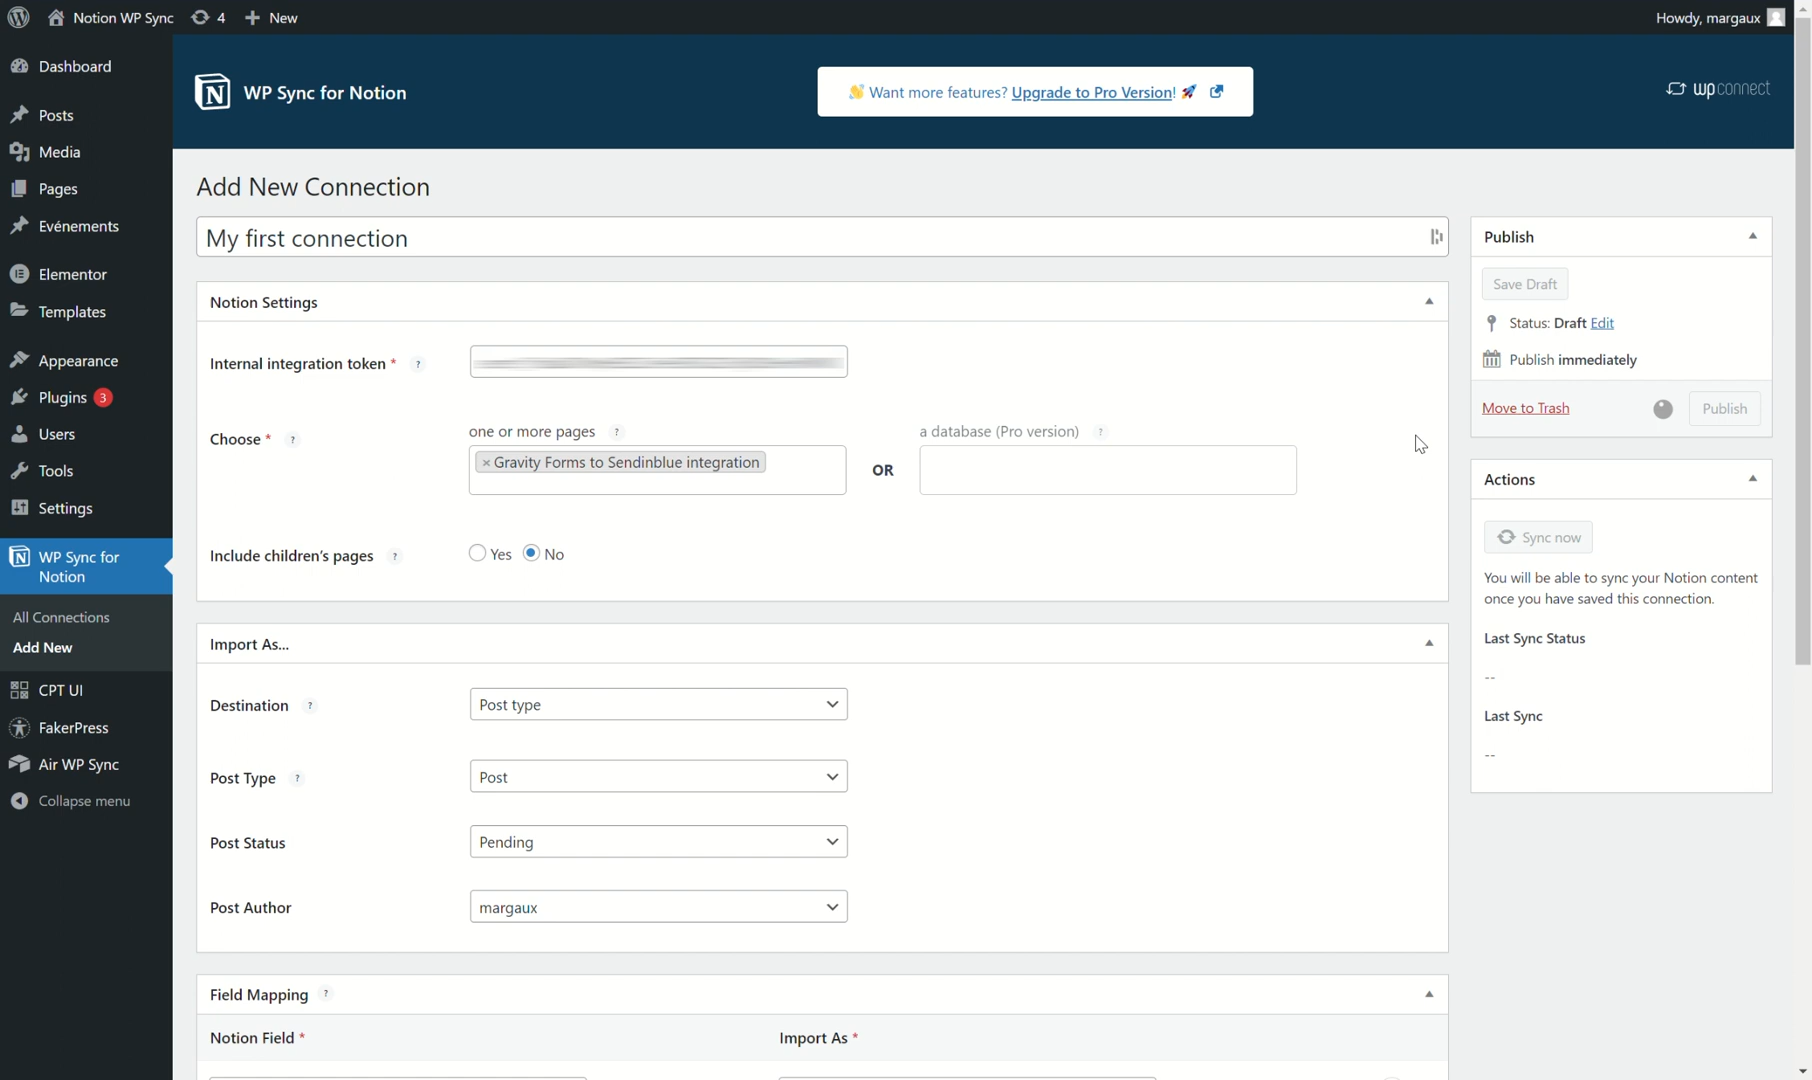 Notion WP Sync 4 New Howdy, margaux
Dashboard
Posts
Media
Pages
Evénements
Elementor
Templates
Appearance
Plugins 3
Users
Tools
Settings
WP Sync for
Notion
All Connections
Add New
CPT UI
FakerPress
Air WP Sync
Collapse menu
WP Sync for Notion
👋 Want more features? Upgrade to Pro Version! 🚀
wpconnect
Add New Connection
My first connection
Notion Settings
Internal integration token * ?
Choose * ?
one or more pages ?
× Gravity Forms to Sendinblue integration
OR
a database (Pro version) ?
Include children's pages ? Yes No
Import As...
Destination ? Post type
Post Type ? Post
Post Status Pending
Post Author margaux
Field Mapping ?
Notion Field * Import As *
Publish
Save Draft
Status: Draft Edit
Publish immediately
Move to Trash Publish
Actions
Sync now
You will be able to sync your Notion content
once you have saved this connection.
Last Sync Status
--
Last Sync
--